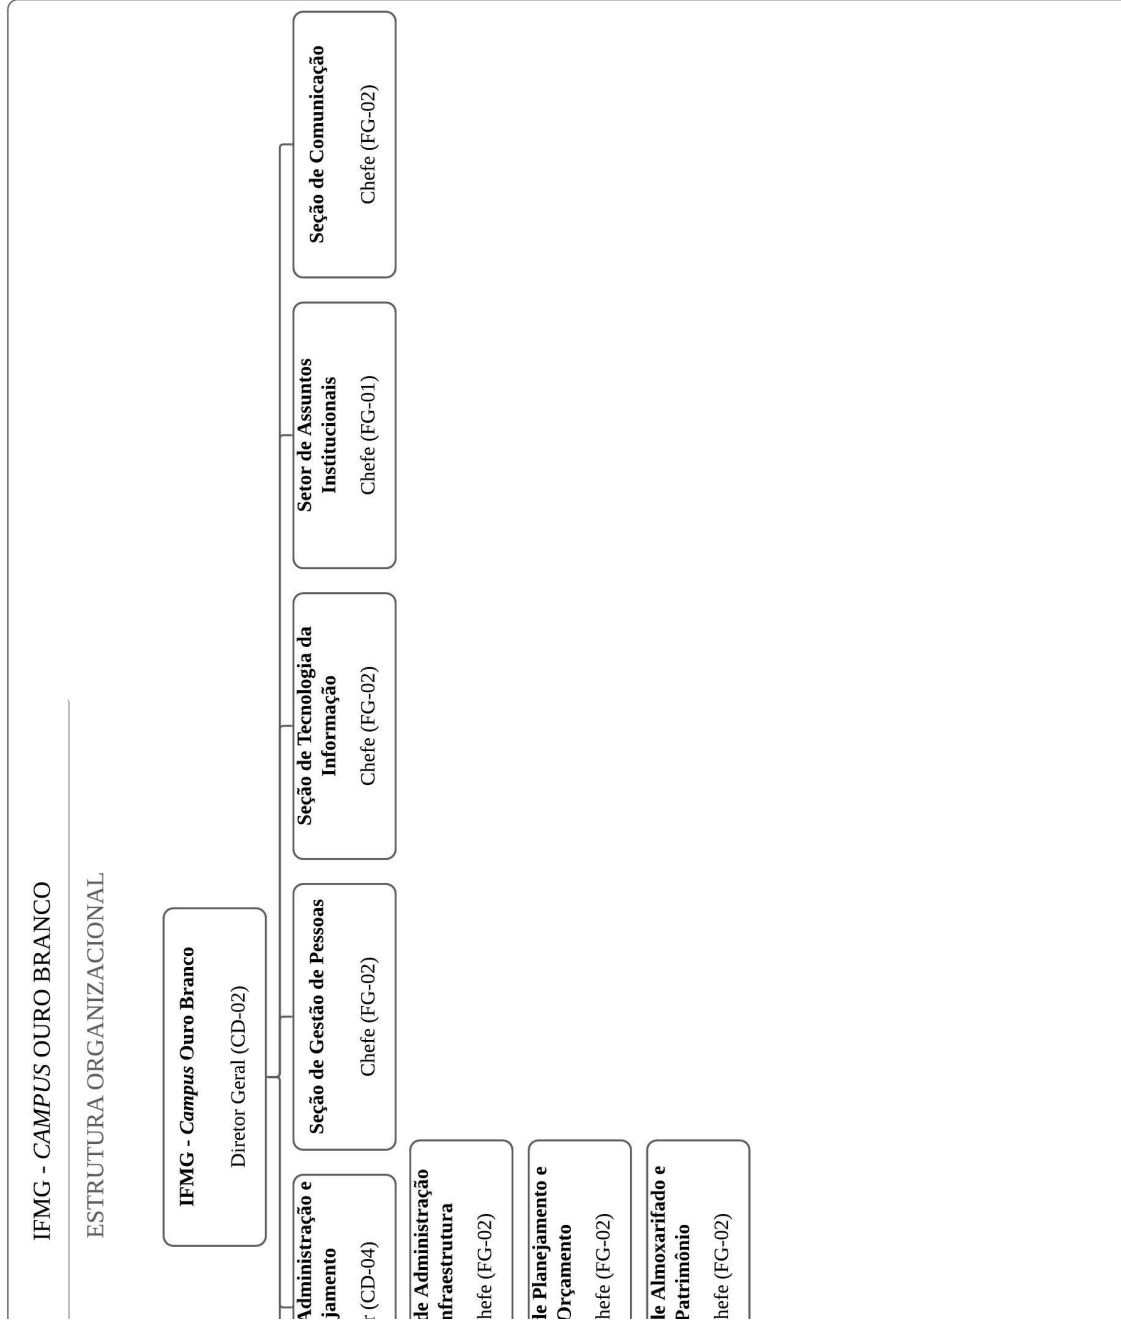 IFMG - CAMPUS OURO BRANCO
ESTRUTURA ORGANIZACIONAL
IFMG - Campus Ouro Branco
Diretor Geral (CD-02)
Administração e
(CD-04)
Seção de Gestão de Pessoas
Chefe (FG-02)
Seção de Tecnologia da
Informação
Chefe (FG-02)
Setor de Assuntos
Institucionais
Chefe (FG-01)
Seção de Comunicação
Chefe (FG-02)
de Administração
nfraestrutura
hefe (FG-02)
de Planejamento e
Orçamento
hefe (FG-02)
de Almoxarifado e
Patrimônio
hefe (FG-02)